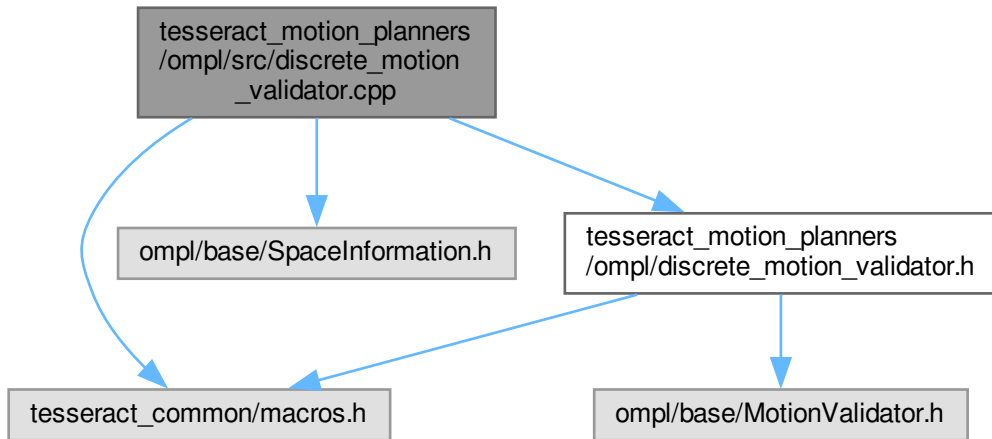 tesseract_motion_planners
/ompl/src/discrete_motion
_validator.cpp
ompl/base/SpaceInformation.h
tesseract_motion_planners
/ompl/discrete_motion_validator.h
tesseract_common/macros.h
ompl/base/MotionValidator.h